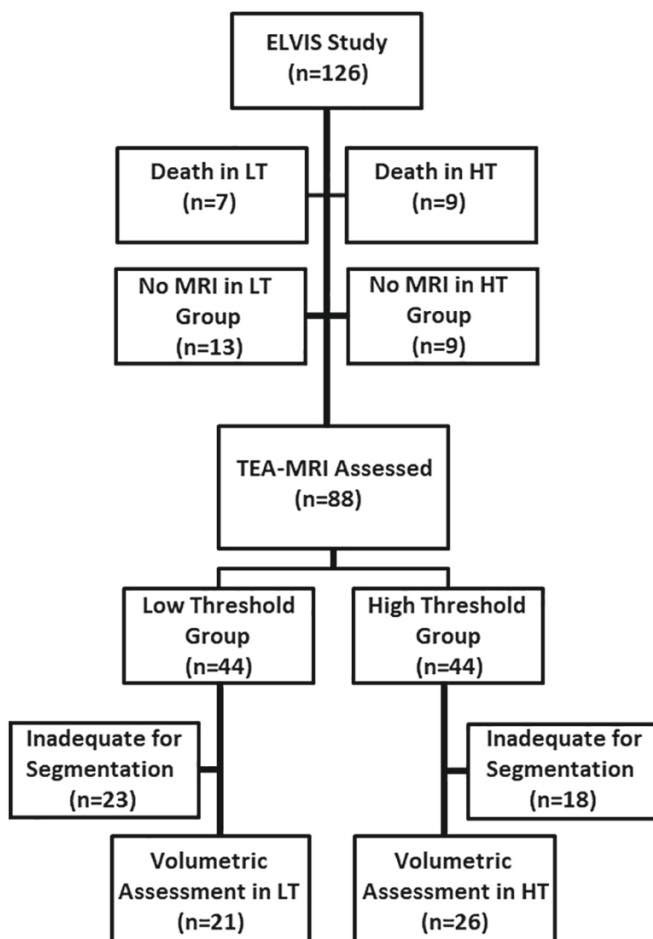 ELVIS Study
(n=126)
Death in LT
(n=7)
Death in HT
(n=9)
No MRI in LT
Group
(n=13)
No MRI in HT
Group
(n=9)
TEA-MRI Assessed
(n=88)
Low Threshold
Group
(n=44)
High Threshold
Group
(n=44)
Inadequate for
Segmentation
(n=23)
Inadequate for
Segmentation
(n=18)
Volumetric
Assessment in LT
(n=21)
Volumetric
Assessment in HT
(n=26)